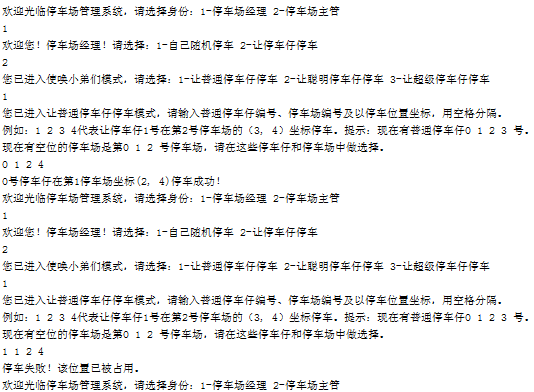 欢迎光临停车场管理系统，请选择身份：1-停车场经理 2-停车场主管
1
欢迎您！停车场经理！请选择：1-自己随机停车 2-让停车仔停车
2
您已进入使唤小弟们模式，请选择：1-让普通停车仔停车 2-让聪明停车仔停车 3-让超级停车仔停车
1
您已进入让普通停车仔停车模式，请输入普通停车仔编号、停车场编号及以停车位置坐标，用空格分隔。
例如：1 2 3 4代表让停车仔1号在第2号停车场的（3, 4）坐标停车。提示：现在有普通停车仔0 1 2 3 号。
现在有空位的停车场是第0 1 2 号停车场，请在这些停车仔和停车场中做选择。
0 1 2 4
0号停车仔在第1停车场坐标(2, 4)停车成功!
欢迎光临停车场管理系统，请选择身份：1-停车场经理 2-停车场主管
1
欢迎您！停车场经理！请选择：1-自己随机停车 2-让停车仔停车
2
您已进入使唤小弟们模式，请选择：1-让普通停车仔停车 2-让聪明停车仔停车 3-让超级停车仔停车
1
您已进入让普通停车仔停车模式，请输入普通停车仔编号、停车场编号及以停车位置坐标，用空格分隔。
例如：1 2 3 4代表让停车仔1号在第2号停车场的（3, 4）坐标停车。提示：现在有普通停车仔0 1 2 3 号。
现在有空位的停车场是第0 1 2 号停车场，请在这些停车仔和停车场中做选择。
1 1 2 4
停车失败！该位置已被占用。
欢迎光临停车场管理系统，请选择身份：1-停车场经理 2-停车场主管